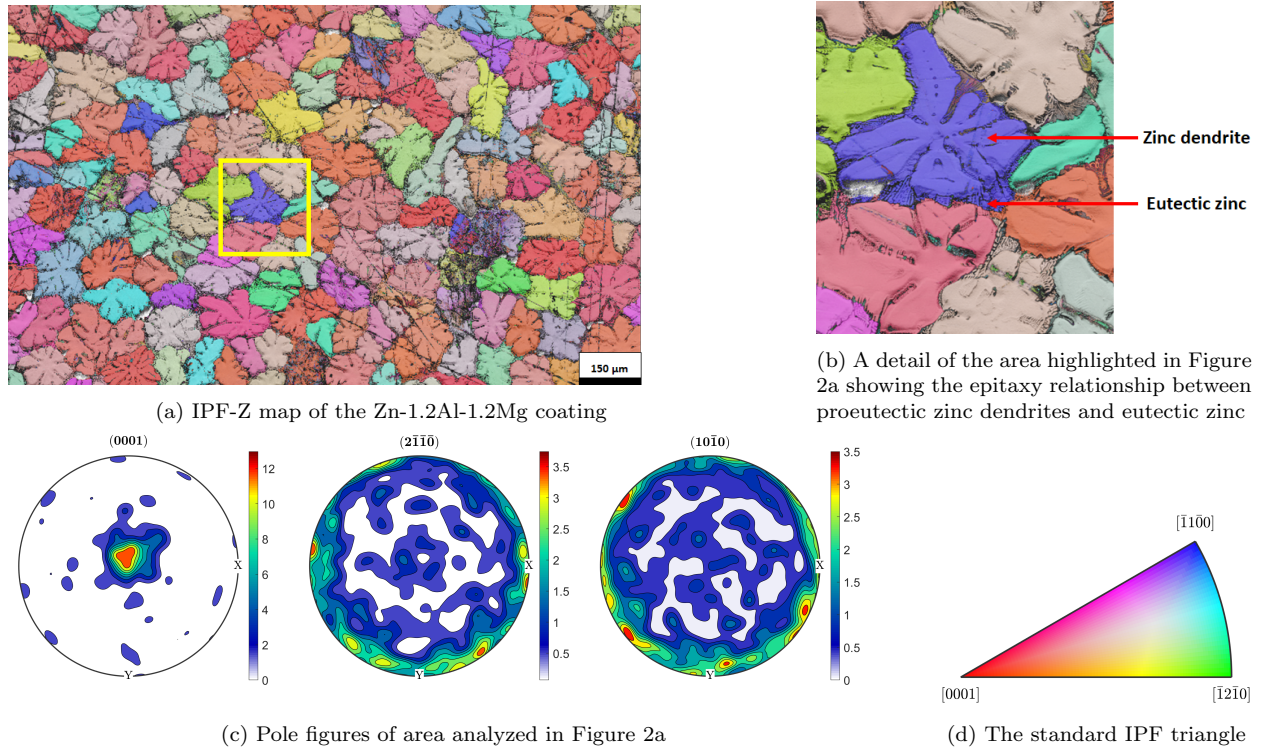 150 µm
Zinc dendrite
Eutectic zinc
(a) IPF-Z map of the Zn-1.2Al-1.2Mg coating
(b) A detail of the area highlighted in Figure
2a showing the epitaxy relationship between
proeutectic zinc dendrites and eutectic zinc
(0001)
X
Y
12
10
8
6
4
2
0
(2̄1̄1̄0)
X
Y
3.5
3
2.5
2
1.5
1
0.5
(101̄0)
X
Y
3.5
3
2.5
2
1.5
1
0.5
0
[1̄11̄00]
[0001]
[1̄21̄0]
(c) Pole figures of area analyzed in Figure 2a
(d) The standard IPF triangle